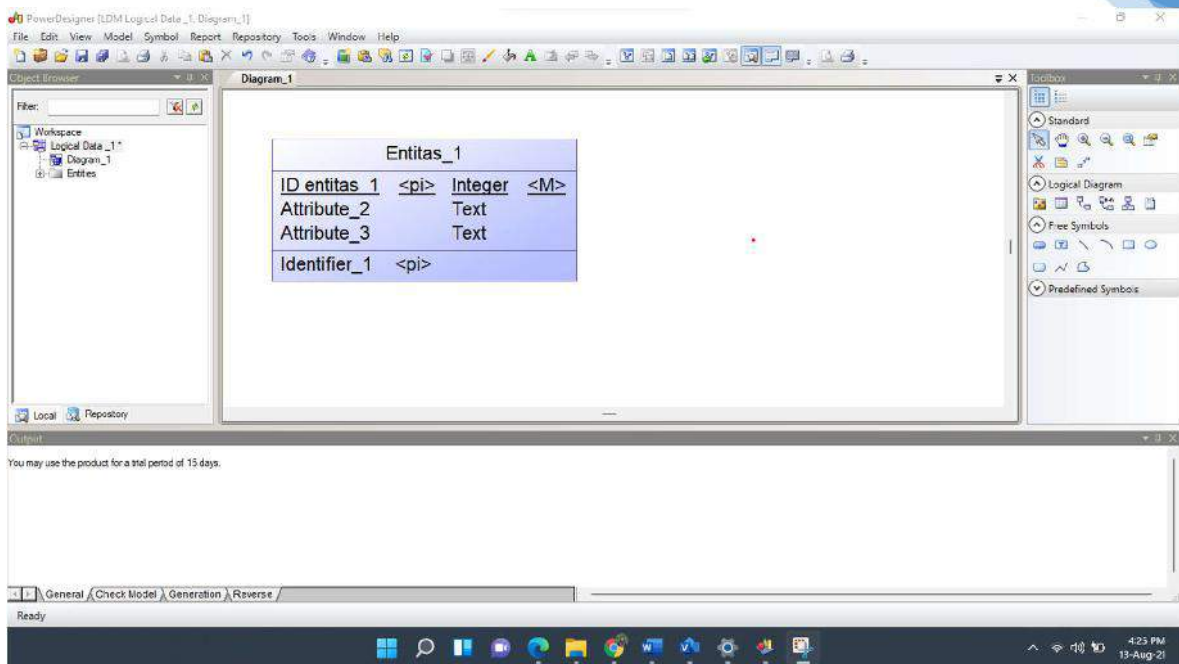 PowerDesigner [LDM Logical Data _1, Diagram_1]
File Edit View Model Symbol Report Repository Tools Window Help
Object Browser
Diagram_1
Toolbox
Filter:
Workspace
Logical Data _1 *
Diagram_1
Entities
Entitas_1
ID entitas_1 <pi> Integer <M>
Attribute_2 Text
Attribute_3 Text
Identifier_1 <pi>
Standard
Logical Diagram
Free Symbols
Predefined Symbols
Local Repository
Output
You may use the product for a trial period of 15 days.
General Check Model Generation Reverse
Ready
4:23 PM
13-Aug-21